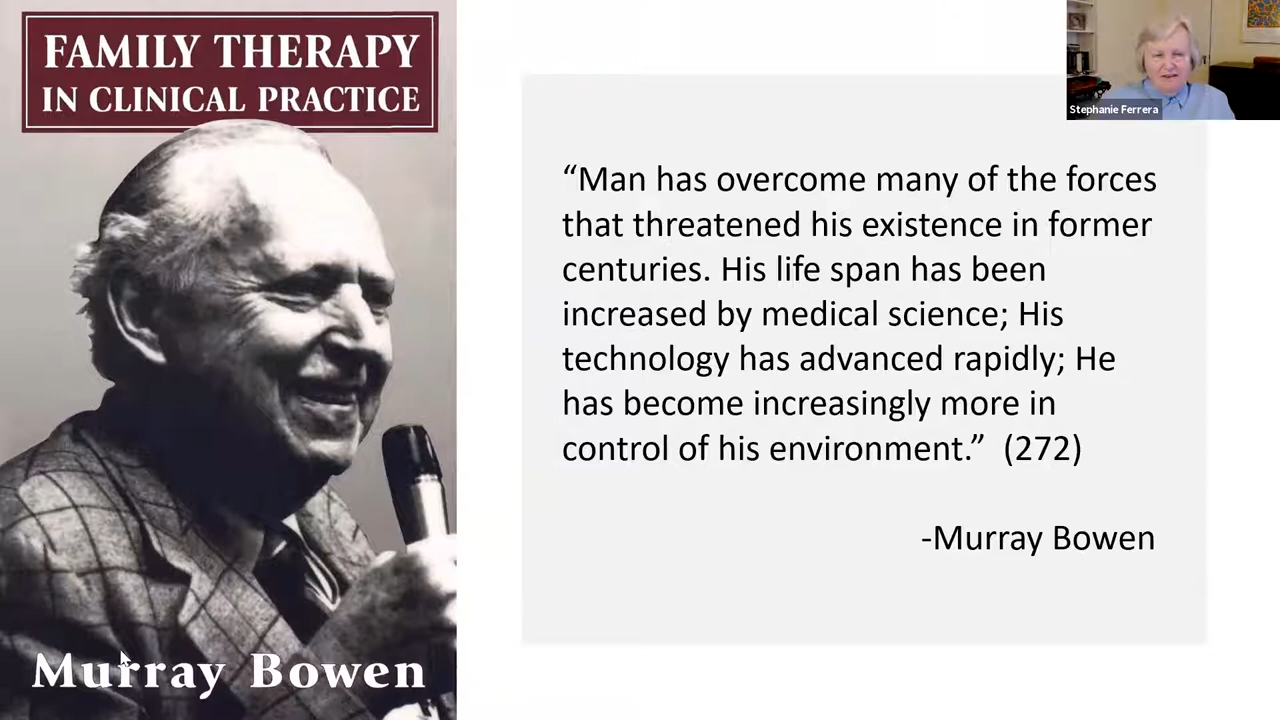 FAMILY THERAPY
IN CLINICAL PRACTICE
Murray Bowen
“Man has overcome many of the forces
that threatened his existence in former
centuries. His life span has been
increased by medical science; His
technology has advanced rapidly; He
has become increasingly more in
control of his environment.” (272)
-Murray Bowen
Stephanie Ferrera